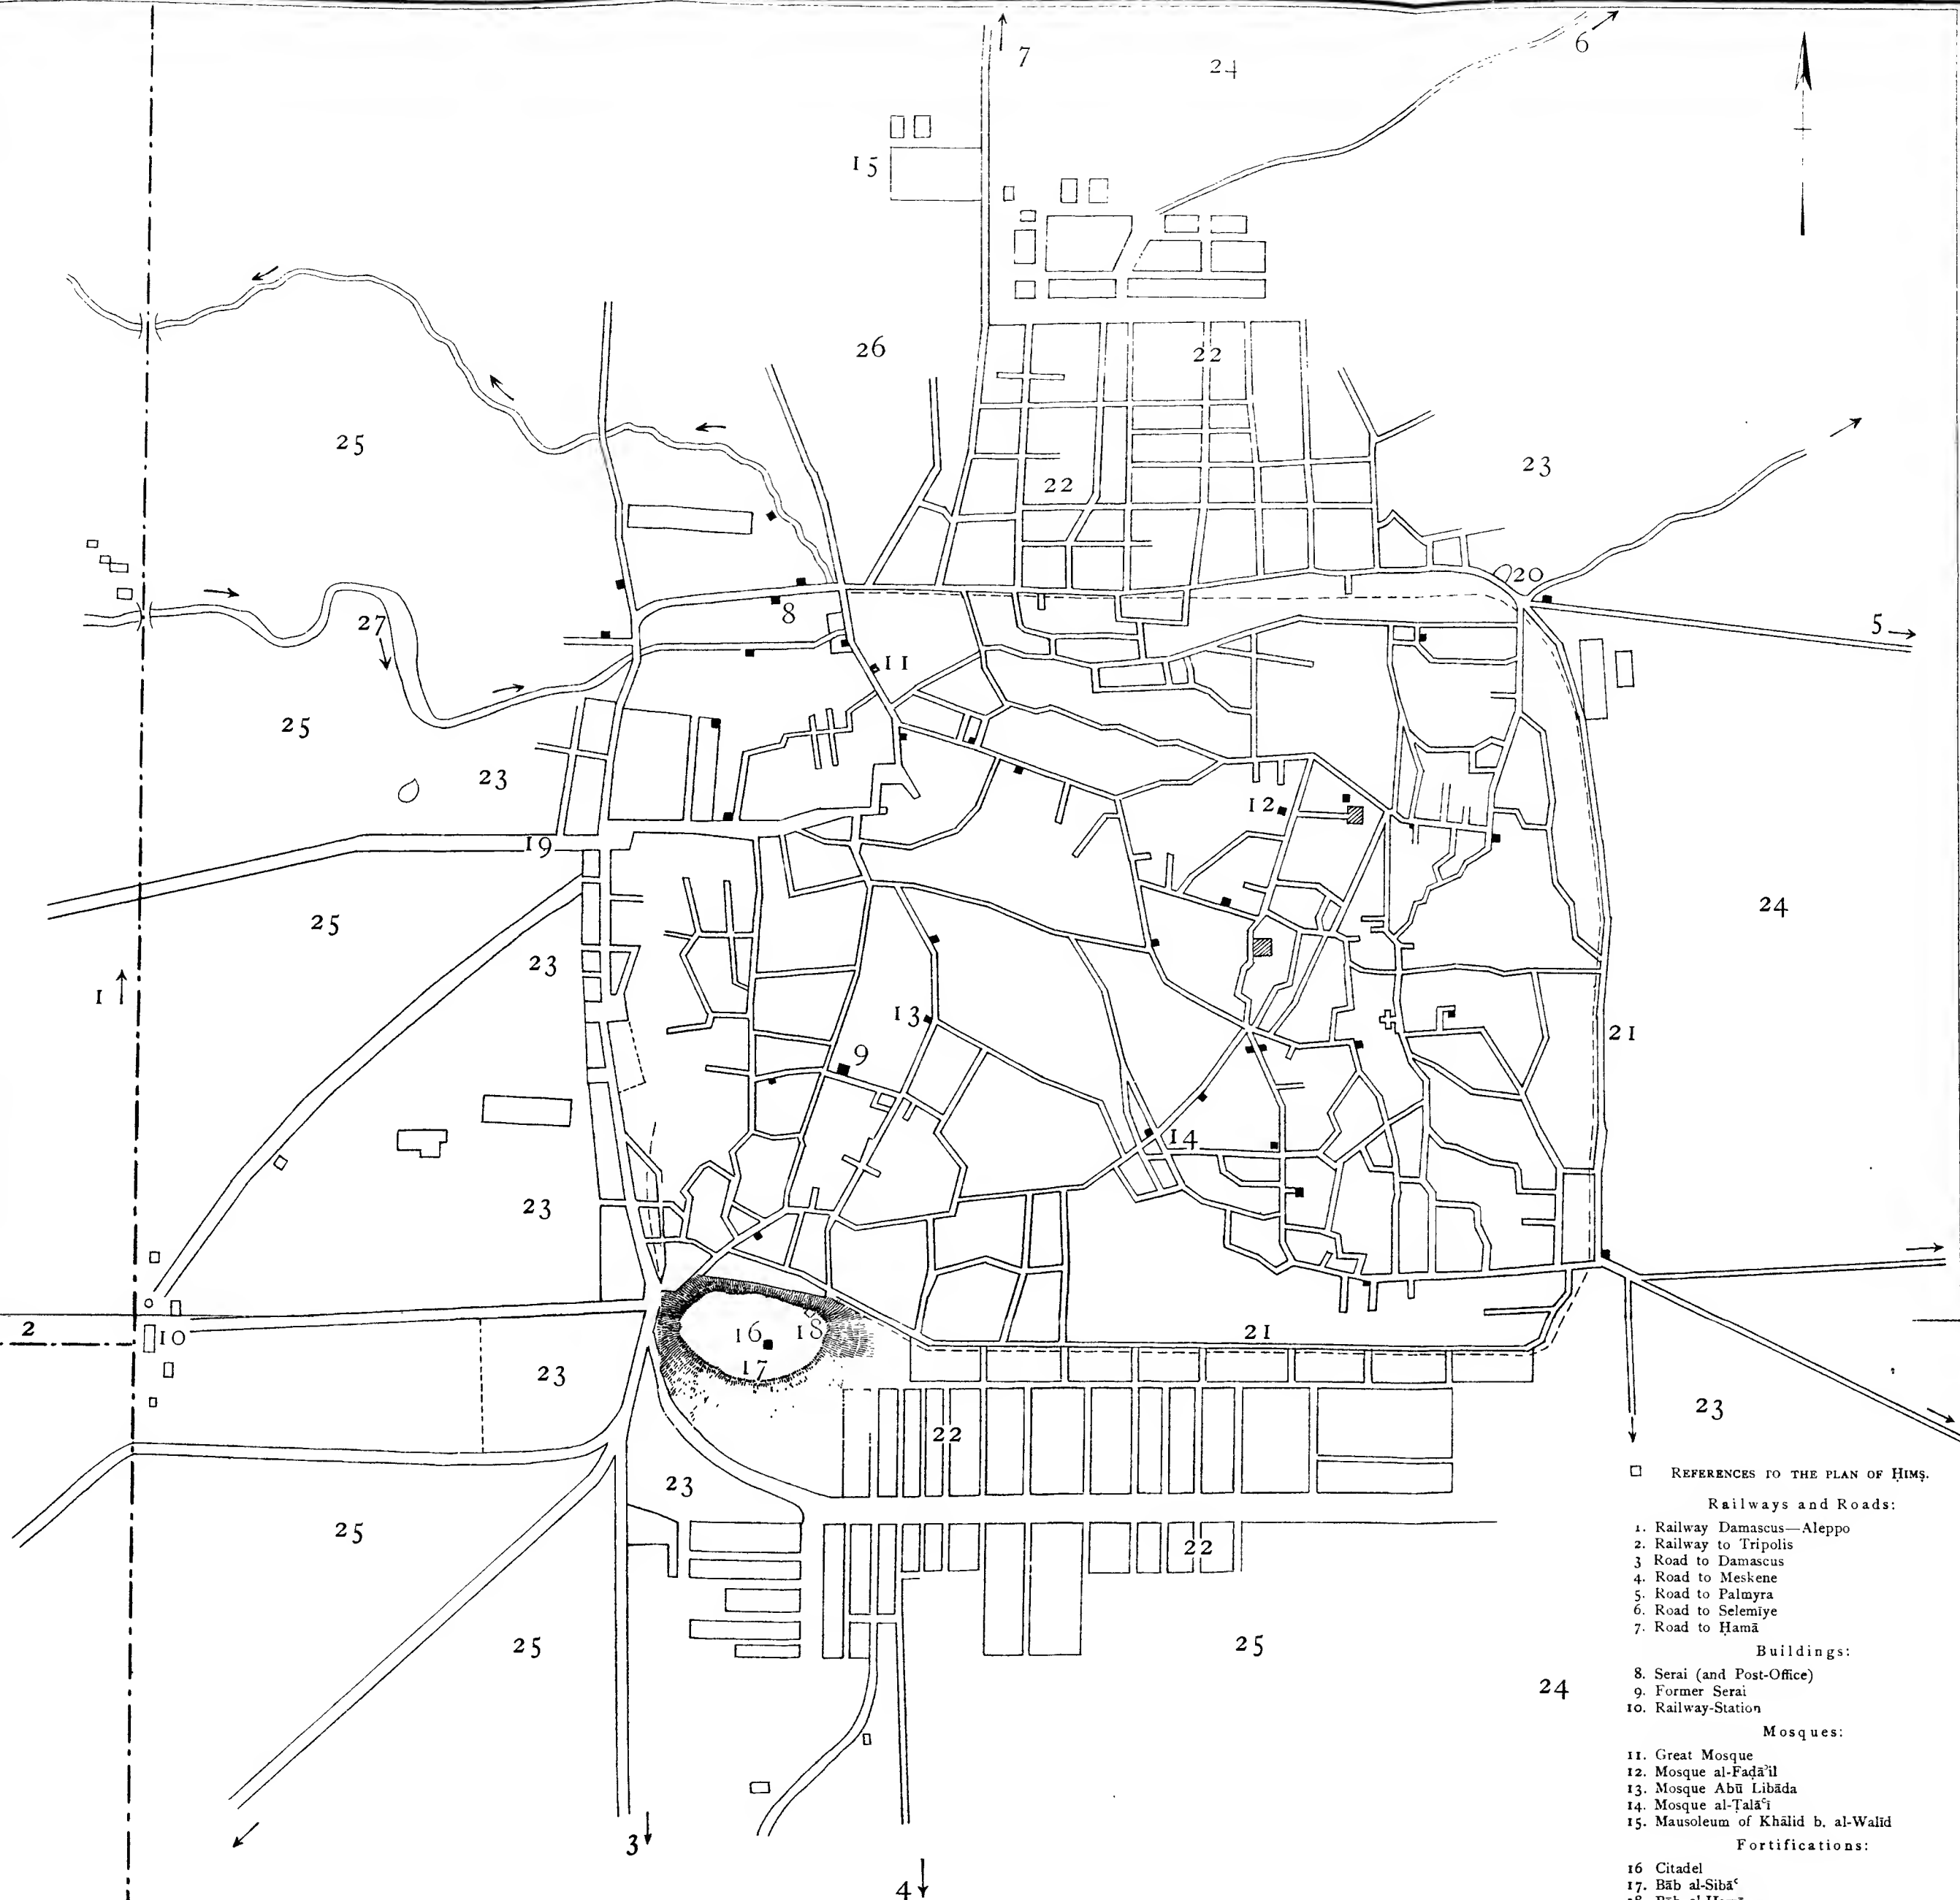 7
24
6
15
26
22
25
22
23
20
27
8
5
11
25
23
12
19
25
24
23
1
13
21
9
14
23
2
10
16
18
21
17
23
23
22
23
25
22
25
25
24
3
4
REFERENCES TO THE PLAN OF ḤIMṢ.
Railways and Roads:
1. Railway Damascus—Aleppo
2. Railway to Tripolis
3 Road to Damascus
4. Road to Meskene
5. Road to Palmyra
6. Road to Selemīye
7. Road to Ḥamā
Buildings:
8. Serai (and Post-Office)
9. Former Serai
10. Railway-Station
Mosques:
11. Great Mosque
12. Mosque al-Faḍāʾil
13. Mosque Abū Libāda
14. Mosque al-Ṭalāʿī
15. Mausoleum of Khālid b. al-Walīd
Fortifications:
16 Citadel
17. Bāb al-Sibāʿ